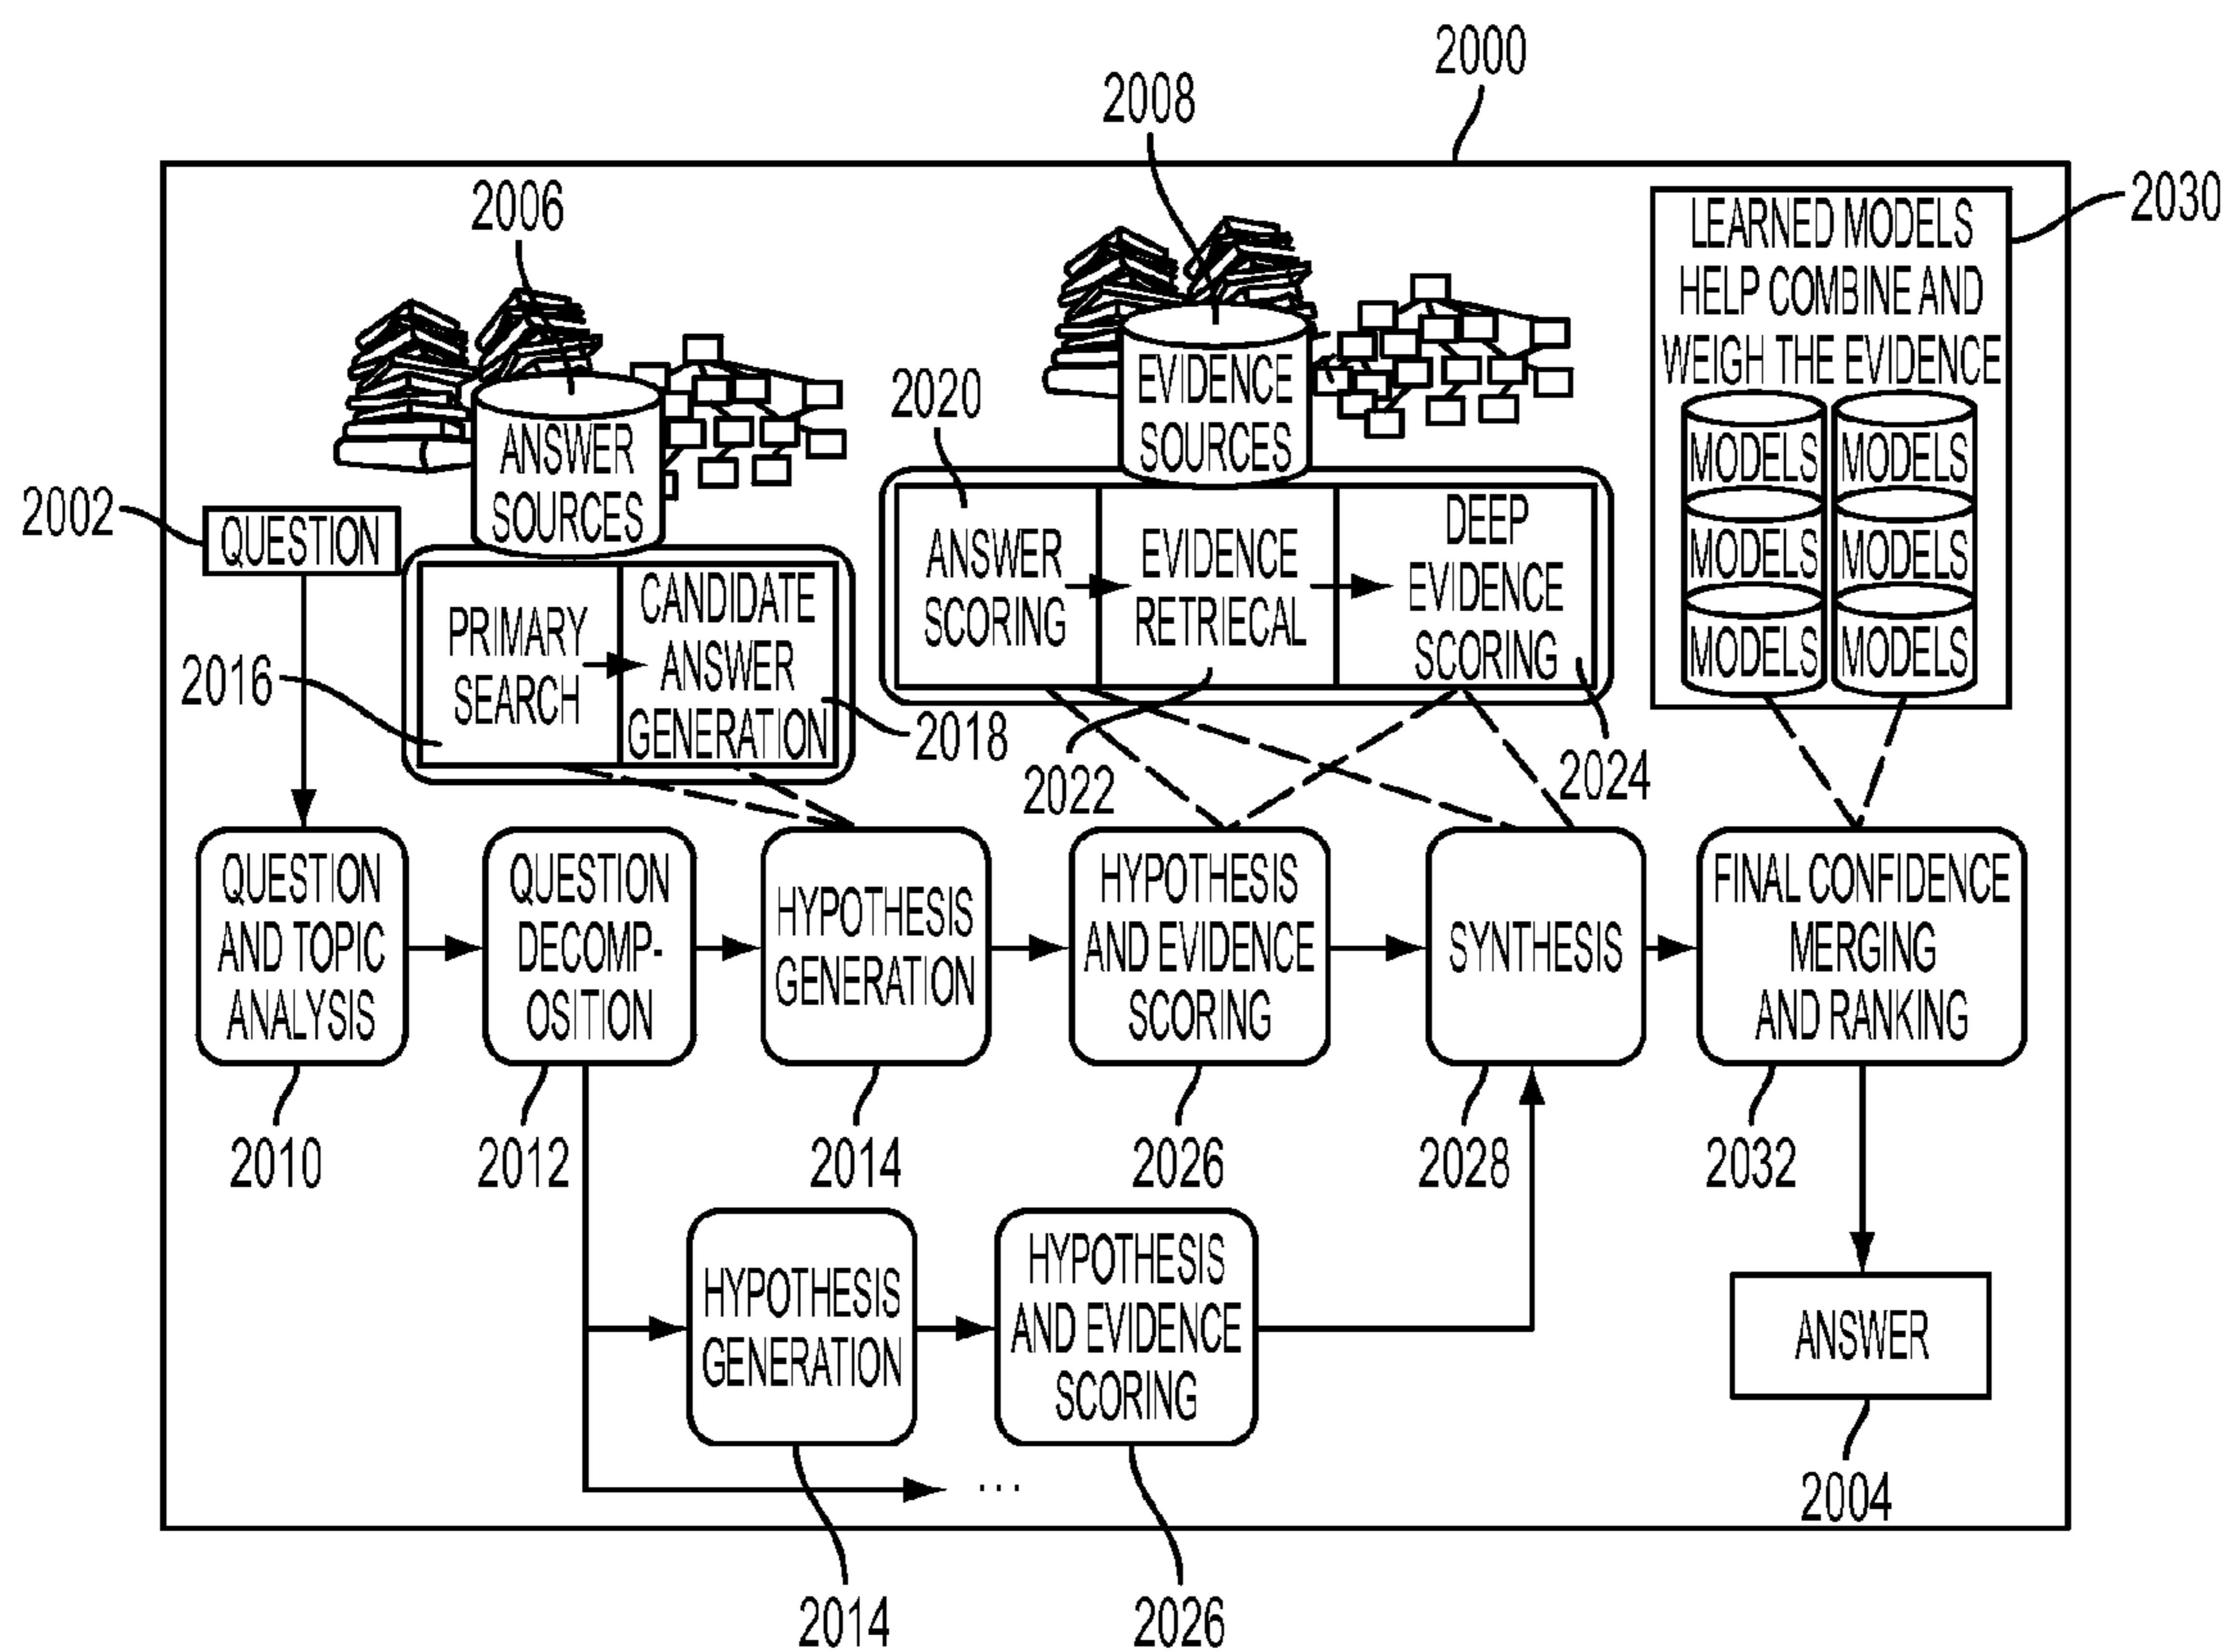 2000
2008
2006
2030
LEARNED MODELS
HELP COMBINE AND
WEIGH THE EVIDENCE
MODELS MODELS
MODELS MODELS
MODELS MODELS
2020
EVIDENCE
SOURCES
ANSWER
SOURCES
2002
QUESTION
PRIMARY
SEARCH
CANDIDATE
ANSWER
GENERATION
2016
2018
ANSWER
SCORING
EVIDENCE
RETRIECAL
DEEP
EVIDENCE
SCORING
2022
2024
QUESTION
AND TOPIC
ANALYSIS
QUESTION
DECOMP-
OSITION
HYPOTHESIS
GENERATION
HYPOTHESIS
AND EVIDENCE
SCORING
SYNTHESIS
FINAL CONFIDENCE
MERGING
AND RANKING
2010
2012
2014
2026
2028
2032
HYPOTHESIS
GENERATION
HYPOTHESIS
AND EVIDENCE
SCORING
ANSWER
...
2004
2014
2026